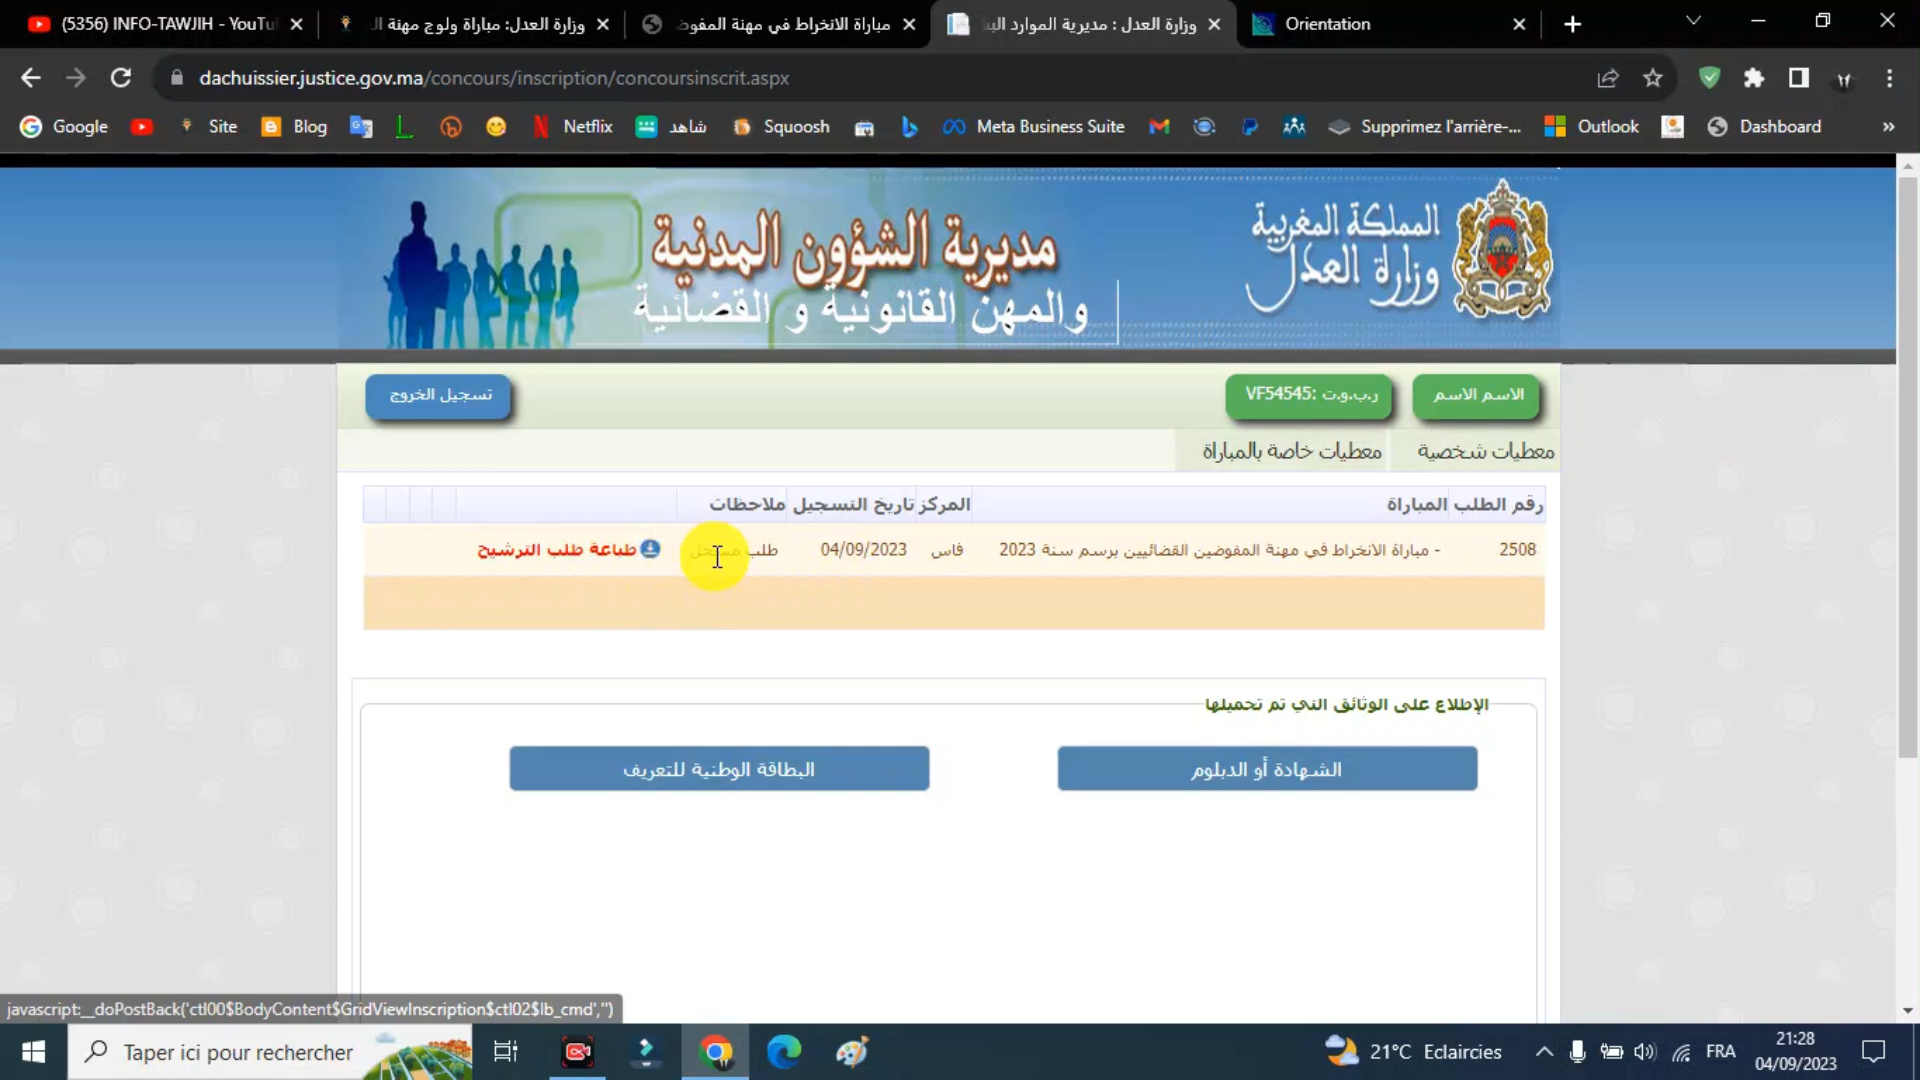 (5356) INFO-TAWJIH - YouTu
وزارة العدل: مباراة ولوج مهنة ال
مباراة الانخراط في مهنة المفوض
وزارة العدل : مديرية الموارد البش
Orientation
dachuissier.justice.gov.ma/concours/inscription/concoursinscrit.aspx
Google
Site
Blog
Netflix
شاهد
Squoosh
Meta Business Suite
Supprimez l'arrière-...
Outlook
Dashboard
»
المملكة المغربية
وزارة العدل
مديرية الشؤون المدنية
والمهن القانونية و القضائية
الاسم الاسم
ر.ب.و.ت :VF54545
تسجيل الخروج
معطيات شخصية
معطيات خاصة بالمباراة
رقم الطلب المباراة المركز تاريخ التسجيل ملاحظات
2508 - مباراة الانخراط في مهنة المفوضين القضائيين برسم سنة 2023 فاس 04/09/2023 طلب مسجل طباعة طلب الترشيح
الإطلاع على الوثائق التي تم تحميلها
الشهادة أو الدبلوم
البطاقة الوطنية للتعريف
javascript:__doPostBack('ctl00$BodyContent$GridViewInscription$ctl02$lb_cmd','')
Taper ici pour rechercher
21°C Eclaircies
FRA
21:28
04/09/2023